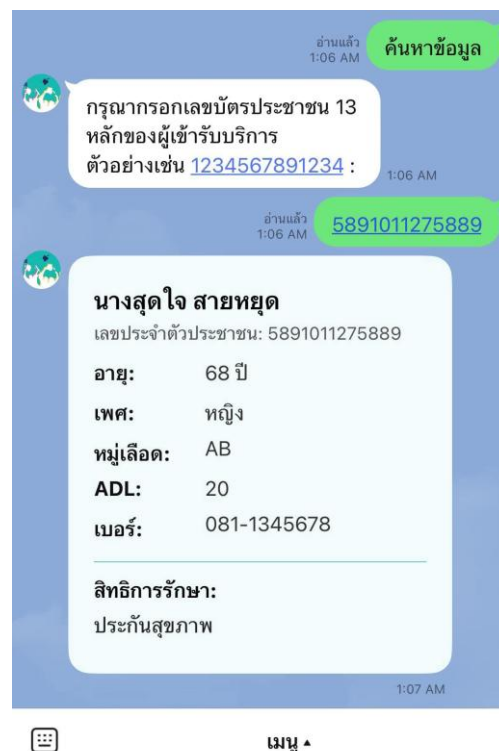 อ่านแล้ว
1:06 AM
ค้นหาข้อมูล
กรุณากรอกเลขบัตรประชาชน 13
หลักของผู้เข้ารับบริการ
ตัวอย่างเช่น 1234567891234 :
1:06 AM
อ่านแล้ว
1:06 AM
5891011275889
นางสุดใจ สายหยุด
เลขประจำตัวประชาชน: 5891011275889
อายุ: 68 ปี
เพศ: หญิง
หมู่เลือด: AB
ADL: 20
เบอร์: 081-1345678
สิทธิการรักษา:
ประกันสุขภาพ
1:07 AM
เมนู ▴